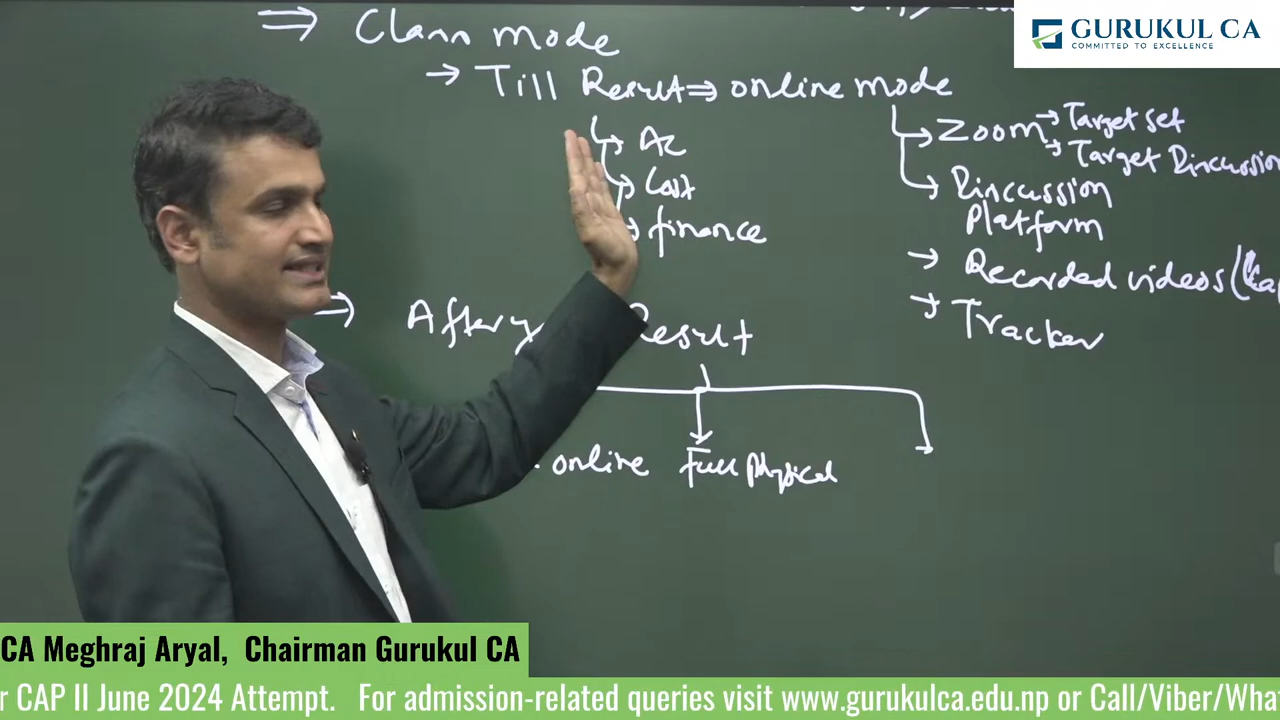 GURUKUL CA
COMMITTED TO EXCELLENCE
⇒ Class mode
→ Till Result ⇒ online mode
→ Ac
→ Cost
→ finance
→ Zoom → Target set
→ Target Discussion
→ Discussion
Platform
→ Recorded videos
→ Tracker
⇒ After Result
online
Full physical
CA Meghraj Aryal, Chairman Gurukul CA
r CAP II June 2024 Attempt. For admission-related queries visit www.gurukulca.edu.np or Call/Viber/Wha